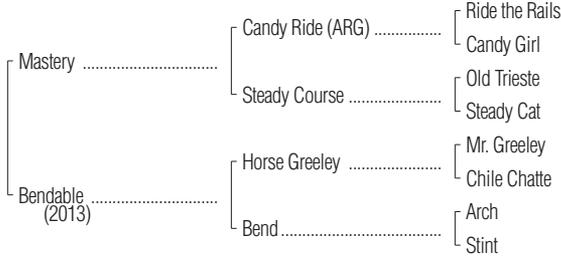 Ride the Rails
Candy Ride (ARG) ................
Candy Girl
Mastery ................................
Old Trieste
Steady Course ......................
Steady Cat
Mr. Greeley
Horse Greeley ......................
Chile Chatte
Bendable ..............................
(2013)
Arch
Bend ......................................
Stint